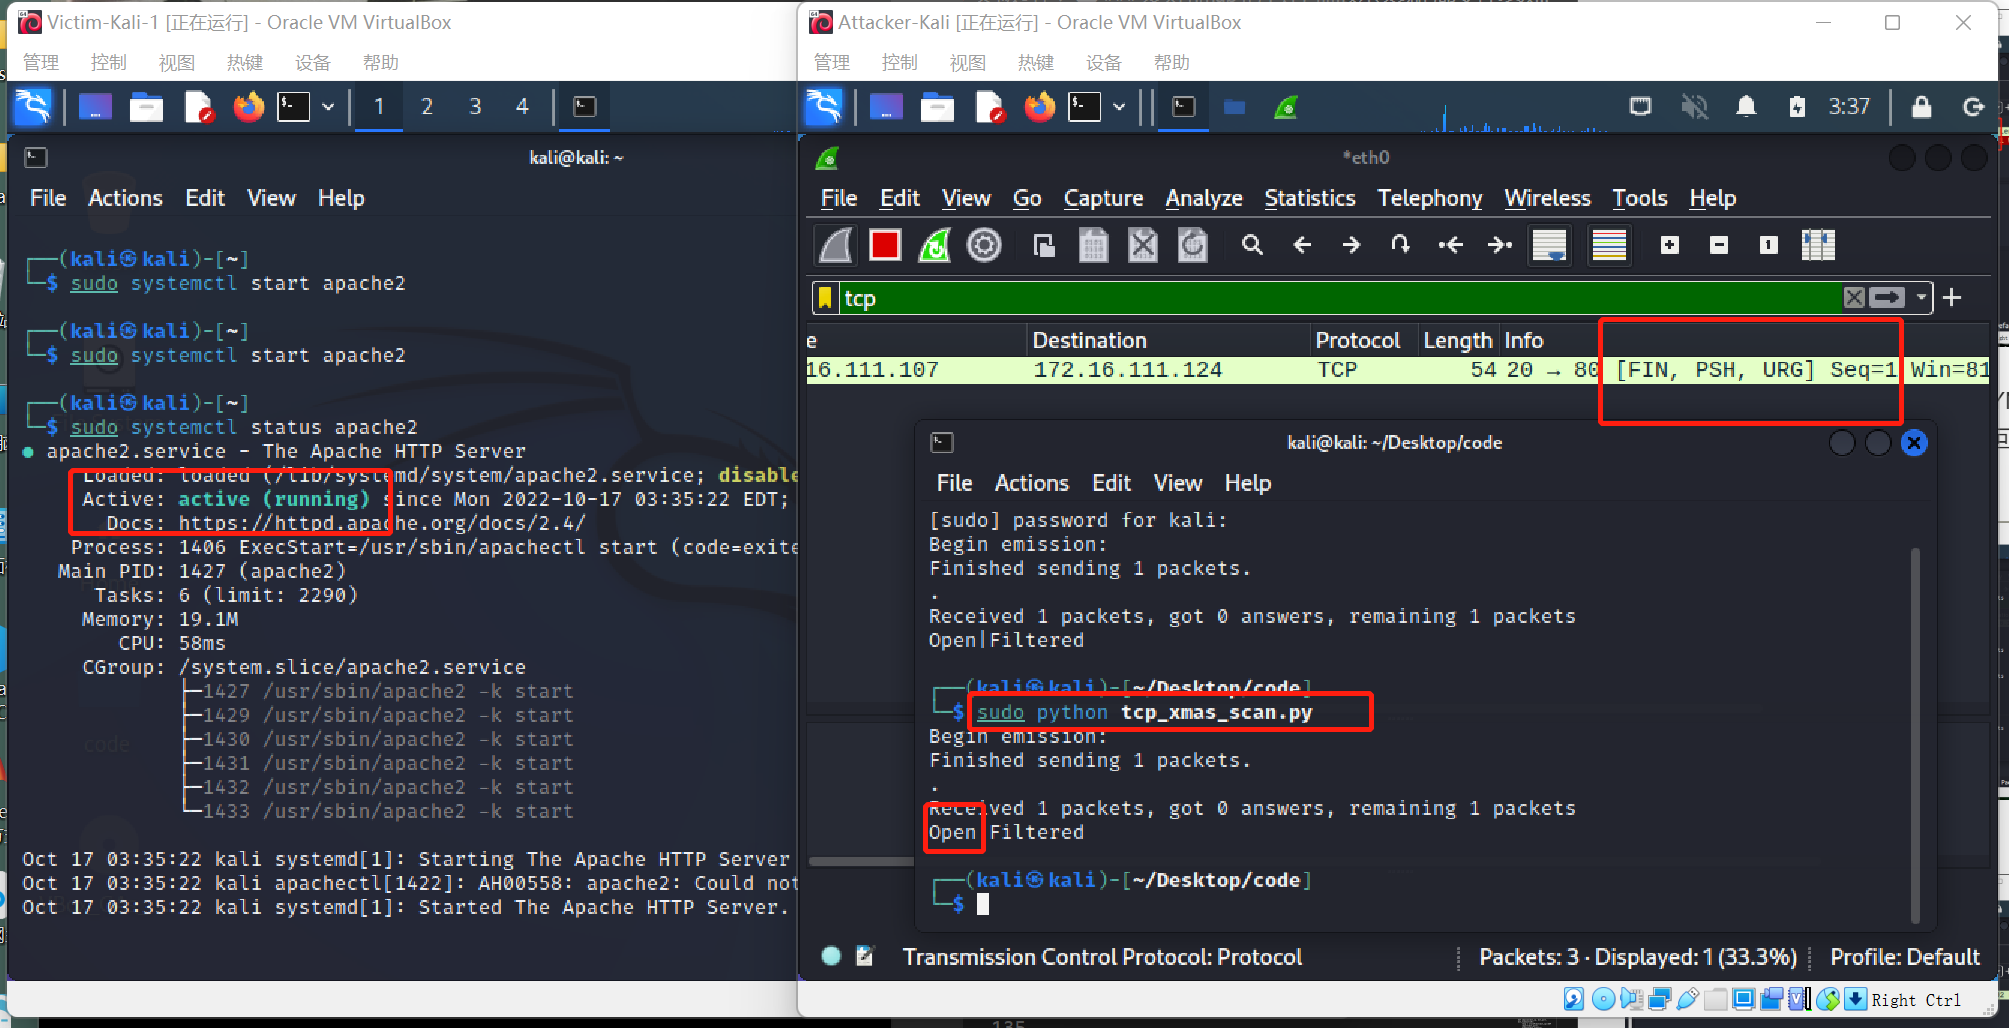 Victim-Kali-1 [正在运行] - Oracle VM VirtualBox
管理 控制 视图 热键 设备 帮助
1 2 3 4
kali@kali: ~
File Actions Edit View Help
┌──(kali㉿kali)-[~]
└─$ sudo systemctl start apache2
┌──(kali㉿kali)-[~]
└─$ sudo systemctl start apache2
┌──(kali㉿kali)-[~]
└─$ sudo systemctl status apache2
● apache2.service - The Apache HTTP Server
Loaded: loaded (/lib/systemd/system/apache2.service; disable
Active: active (running) since Mon 2022-10-17 03:35:22 EDT;
Docs: https://httpd.apache.org/docs/2.4/
Process: 1406 ExecStart=/usr/sbin/apachectl start (code=exite
Main PID: 1427 (apache2)
Tasks: 6 (limit: 2290)
Memory: 19.1M
CPU: 58ms
CGroup: /system.slice/apache2.service
├─1427 /usr/sbin/apache2 -k start
├─1429 /usr/sbin/apache2 -k start
├─1430 /usr/sbin/apache2 -k start
├─1431 /usr/sbin/apache2 -k start
├─1432 /usr/sbin/apache2 -k start
└─1433 /usr/sbin/apache2 -k start
code
Oct 17 03:35:22 kali systemd[1]: Starting The Apache HTTP Server
Oct 17 03:35:22 kali apachectl[1422]: AH00558: apache2: Could not
Oct 17 03:35:22 kali systemd[1]: Started The Apache HTTP Server.
Attacker-Kali [正在运行] - Oracle VM VirtualBox
管理 控制 视图 热键 设备 帮助
3:37
*eth0
File Edit View Go Capture Analyze Statistics Telephony Wireless Tools Help
tcp
e Destination Protocol Length Info
16.111.107 172.16.111.124 TCP 54 20 → 80 [FIN, PSH, URG] Seq=1 Win=81
kali@kali: ~/Desktop/code
File Actions Edit View Help
[sudo] password for kali:
Begin emission:
Finished sending 1 packets.
.
Received 1 packets, got 0 answers, remaining 1 packets
Open|Filtered
┌──(kali㉿kali)-[~/Desktop/code]
└─$ sudo python tcp_xmas_scan.py
Begin emission:
Finished sending 1 packets.
.
Received 1 packets, got 0 answers, remaining 1 packets
Open|Filtered
┌──(kali㉿kali)-[~/Desktop/code]
└─$
Transmission Control Protocol: Protocol
Packets: 3 · Displayed: 1 (33.3%)
Profile: Default
Right Ctrl
135